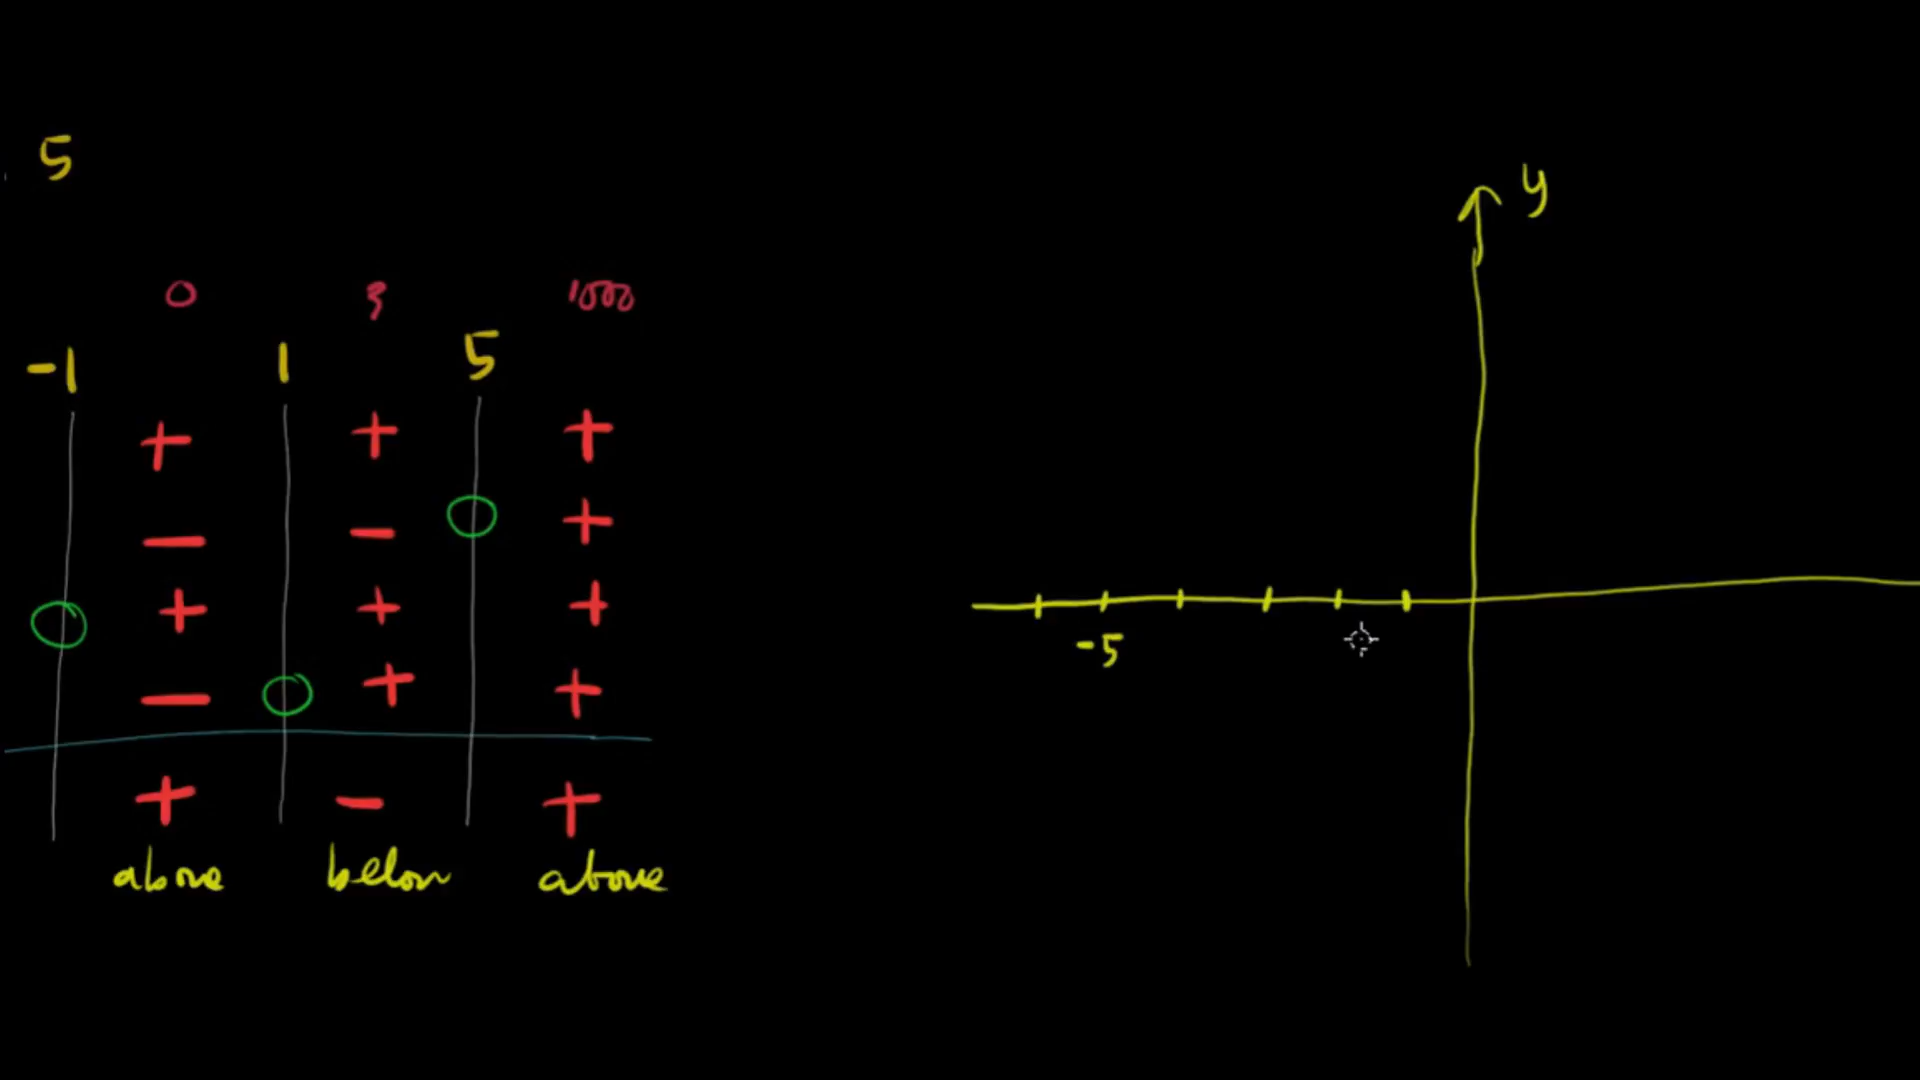 5
y
0 3 1000
-1 1 5
+ + +
- - +
+ + +
- + +
-5
+ - +
above below above